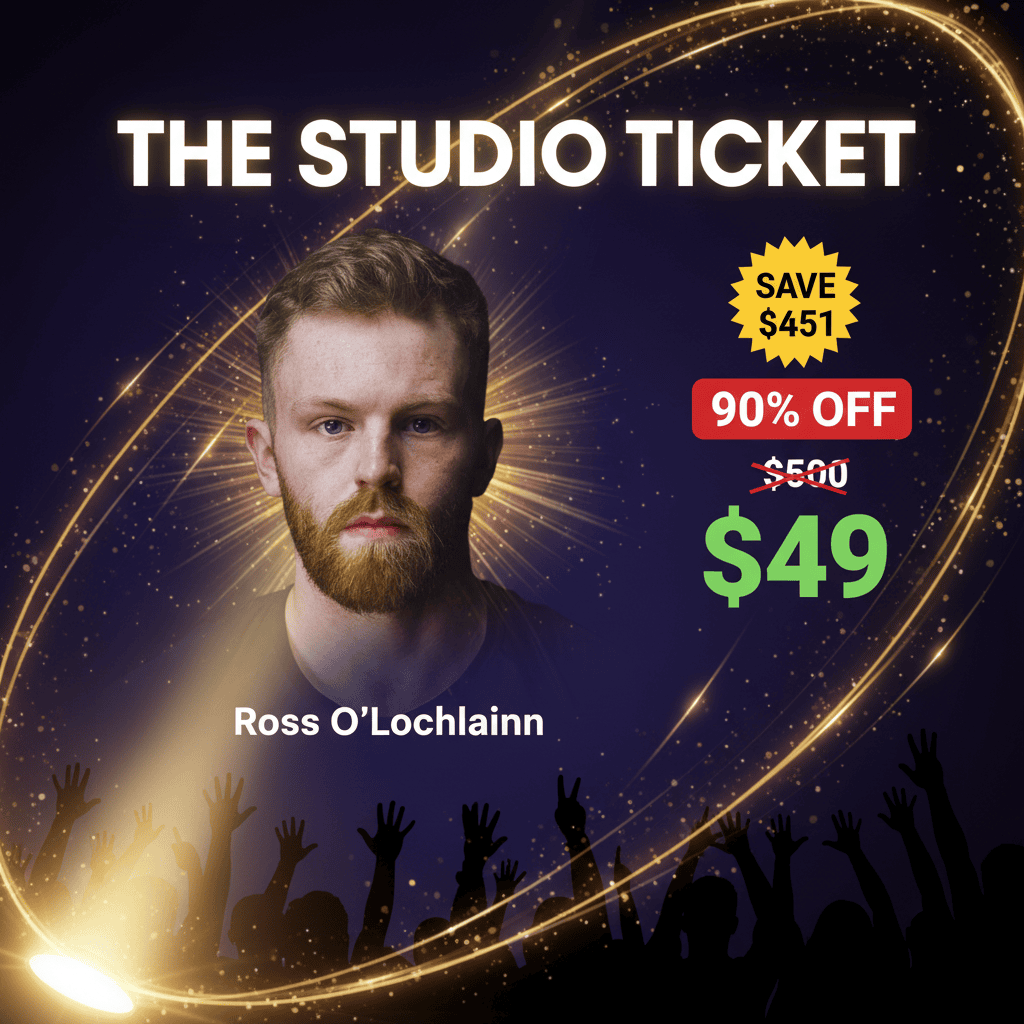 THE STUDIO TICKET
SAVE
$451
90% OFF
$500
$49
Ross O’Lochlainn